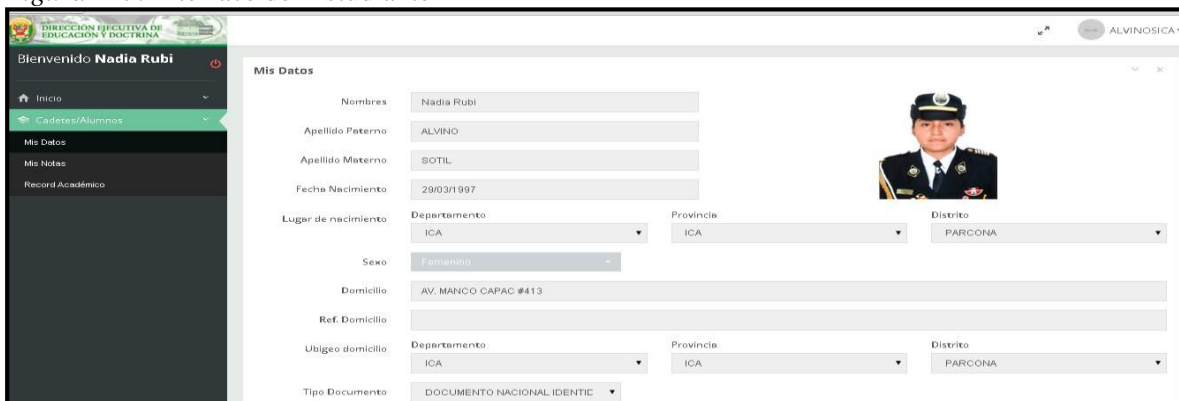 DIRECCIÓN EJECUTIVA DE
EDUCACIÓN Y DOCTRINA
ALVINOSICA
Bienvenido Nadia Rubi
Inicio
Cadetes/Alumnos
Mis Datos
Mis Notas
Record Académico
Mis Datos
Nombres Nadia Rubi
Apellido Paterno ALVINO
Apellido Materno SOTIL
Fecha Nacimiento 29/03/1997
Lugar de nacimiento
Departamento Provincia Distrito
ICA ICA PARCONA
Sexo Femenino
Domicilio AV. MANCO CAPAC #413
Ref. Domicilio
Ubigeo domicilio
Departamento Provincia Distrito
ICA ICA PARCONA
Tipo Documento DOCUMENTO NACIONAL IDENTIC